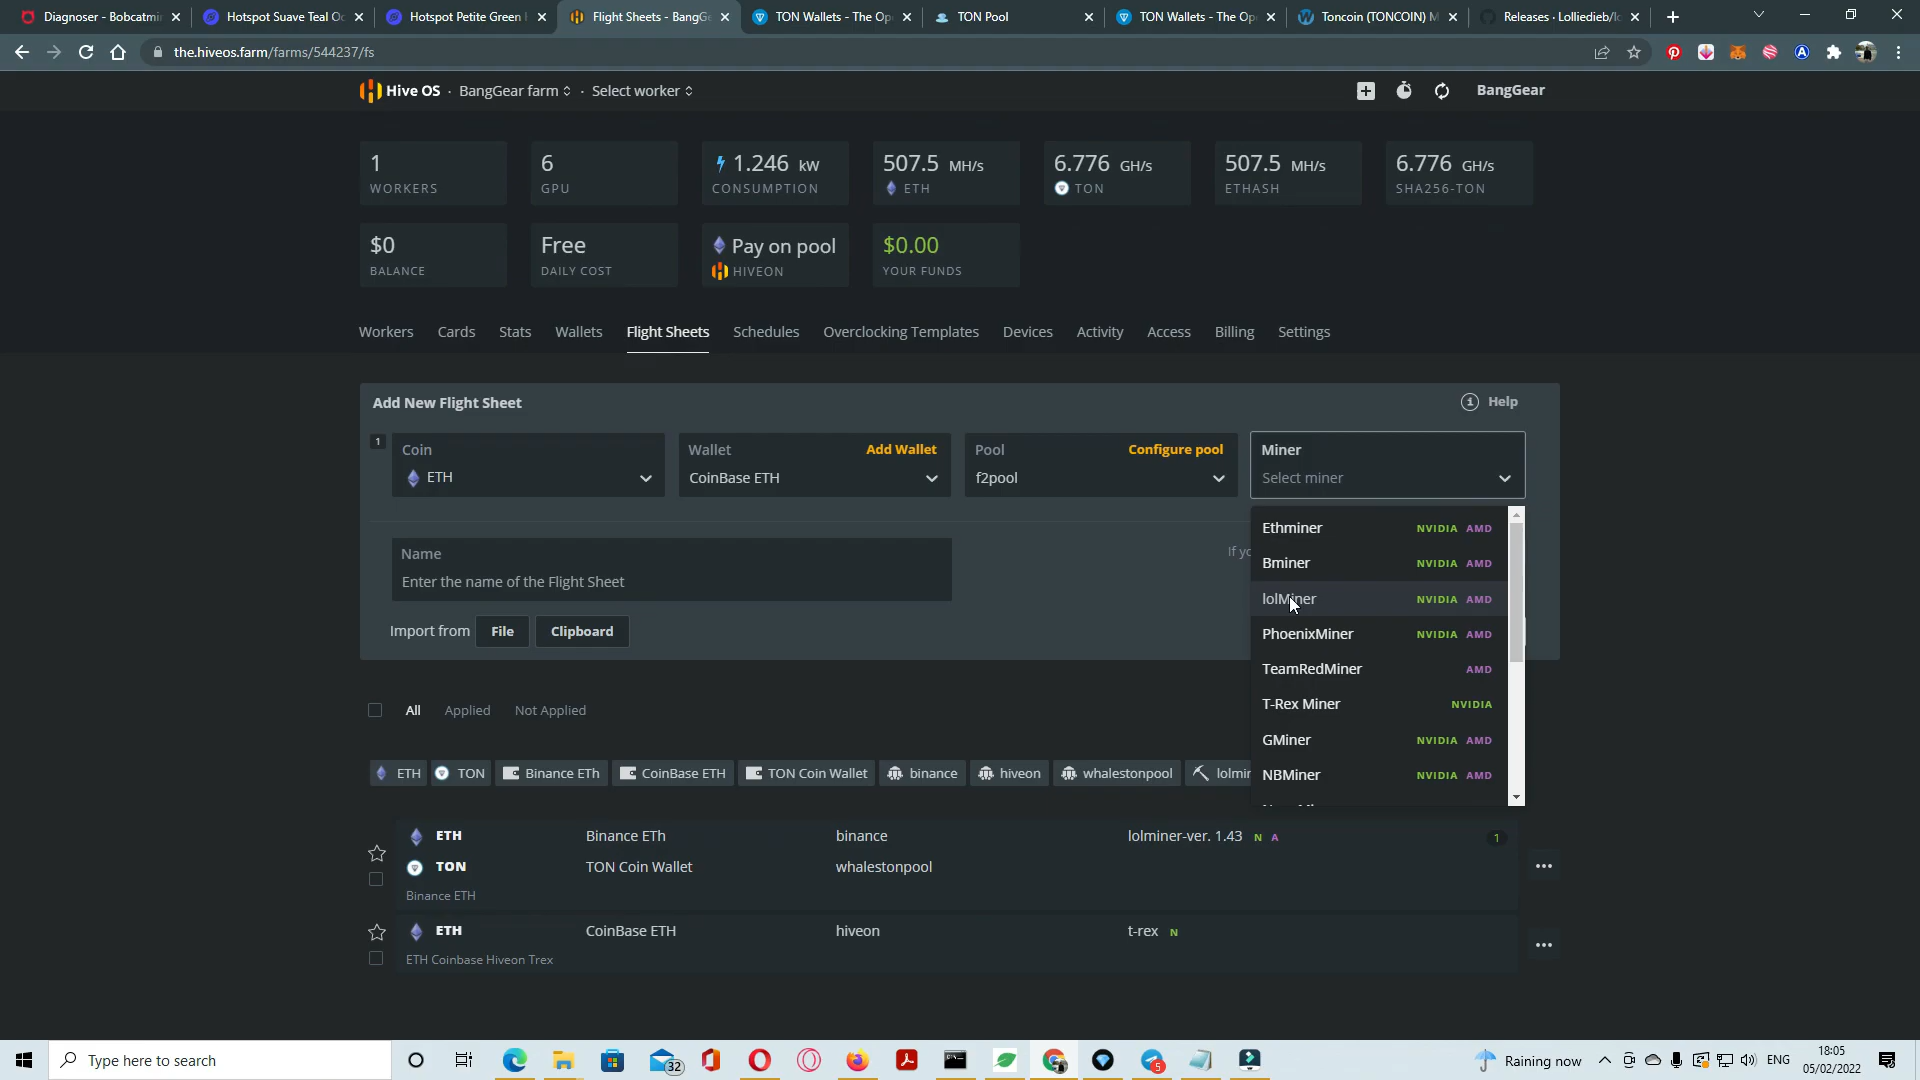 Diagnoser - Bobcatmin
Hotspot Suave Teal Oc
Hotspot Petite Green
Flight Sheets - BangGe
TON Wallets - The Op
TON Pool
TON Wallets - The Op
Toncoin (TONCOIN) M
Releases · Lolliedieb/lo
the.hiveos.farm/farms/544237/fs
Hive OS · BangGear farm · Select worker
BangGear
1
WORKERS
6
GPU
1.246 kW
CONSUMPTION
507.5 MH/s
ETH
6.776 GH/s
TON
507.5 MH/s
ETHASH
6.776 GH/s
SHA256-TON
$0
BALANCE
Free
DAILY COST
Pay on pool
HIVEON
$0.00
YOUR FUNDS
Workers Cards Stats Wallets Flight Sheets Schedules Overclocking Templates Devices Activity Access Billing Settings
Add New Flight Sheet
Help
1
Coin
ETH
Wallet Add Wallet
CoinBase ETH
Pool Configure pool
f2pool
Miner
Select miner
Ethminer NVIDIA AMD
Bminer NVIDIA AMD
lolMiner NVIDIA AMD
PhoenixMiner NVIDIA AMD
TeamRedMiner AMD
T-Rex Miner NVIDIA
GMiner NVIDIA AMD
NBMiner NVIDIA AMD
Name
Enter the name of the Flight Sheet
If yo
Import from File Clipboard
All Applied Not Applied
ETH TON Binance ETh CoinBase ETH TON Coin Wallet binance hiveon whalestonpool lolmin
ETH Binance ETh binance lolminer-ver. 1.43 N A 1
TON TON Coin Wallet whalestonpool
Binance ETH
ETH CoinBase ETH hiveon t-rex N
ETH Coinbase Hiveon Trex
Type here to search
32
5
Raining now
ENG
18:05
05/02/2022